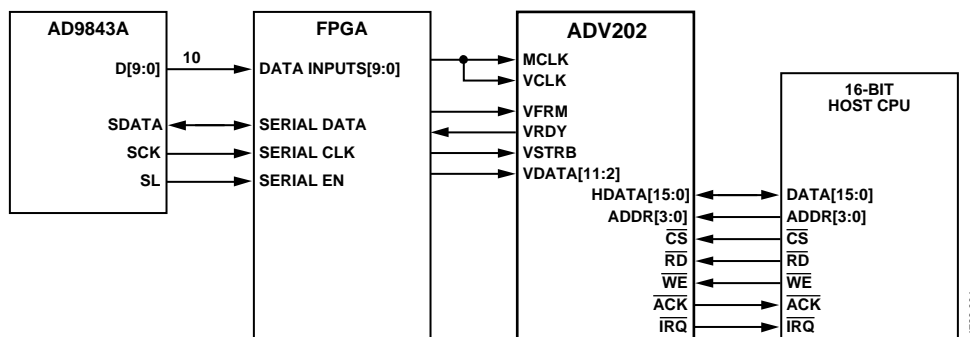 AD9843A
D[9:0]
10
SDATA
SCK
SL
FPGA
DATA INPUTS[9:0]
SERIAL DATA
SERIAL CLK
SERIAL EN
ADV202
MCLK
VCLK
VFRM
VRDY
VSTRB
VDATA[11:2]
HDATA[15:0]
ADDR[3:0]
CS
RD
WE
ACK
IRQ
16-BIT
HOST CPU
DATA[15:0]
ADDR[3:0]
CS
RD
WE
ACK
IRQ